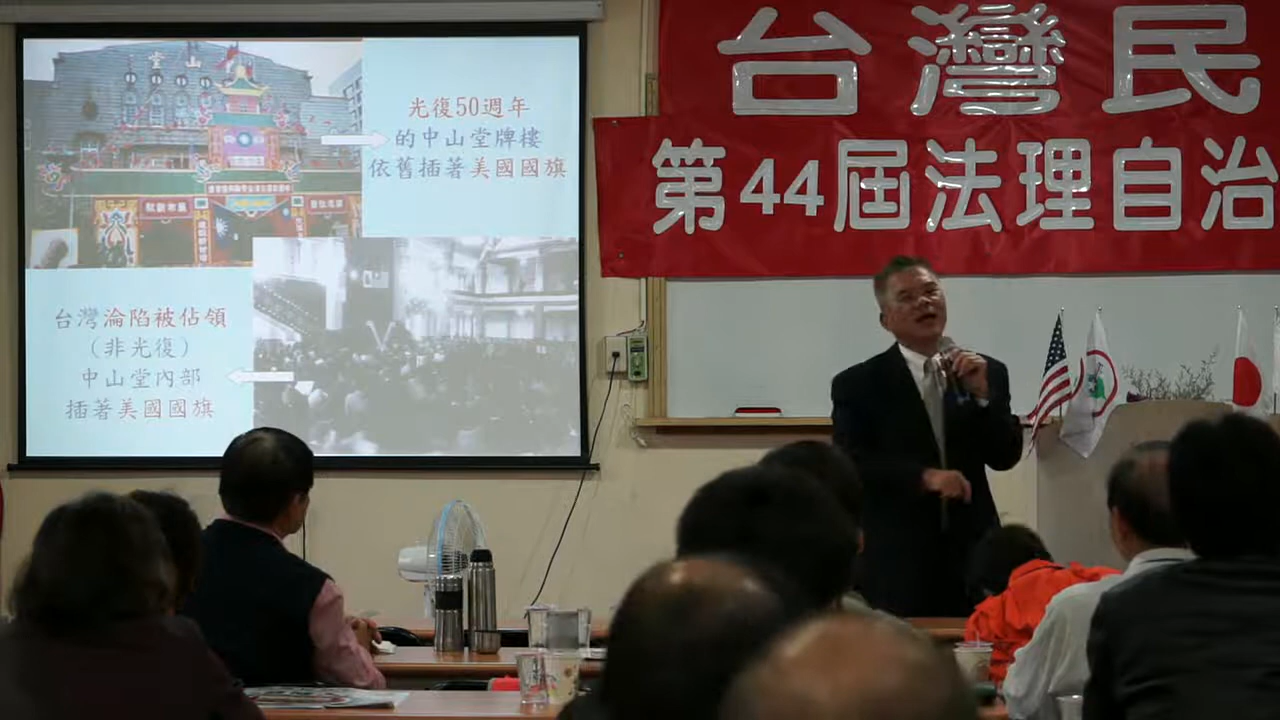 光復50週年
的中山堂牌樓
依舊插著美國國旗
台灣淪陷被佔領
（非光復）
中山堂內部
插著美國國旗
台灣民
第44屆法理自治